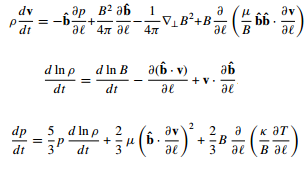 ρ dv/dt = −b̂ ∂p/∂ℓ + B²/4π ∂b̂/∂ℓ − 1/4π ∇⊥B² + B ∂/∂ℓ (μ/B b̂b̂ · ∂v/∂ℓ)
d ln ρ/dt = d ln B/dt − ∂(b̂ · v)/∂ℓ + v · ∂b̂/∂ℓ
dp/dt = 5/3 p d ln ρ/dt + 2/3 μ (b̂ · ∂v/∂ℓ)² + 2/3 B ∂/∂ℓ (κ/B ∂T/∂ℓ)